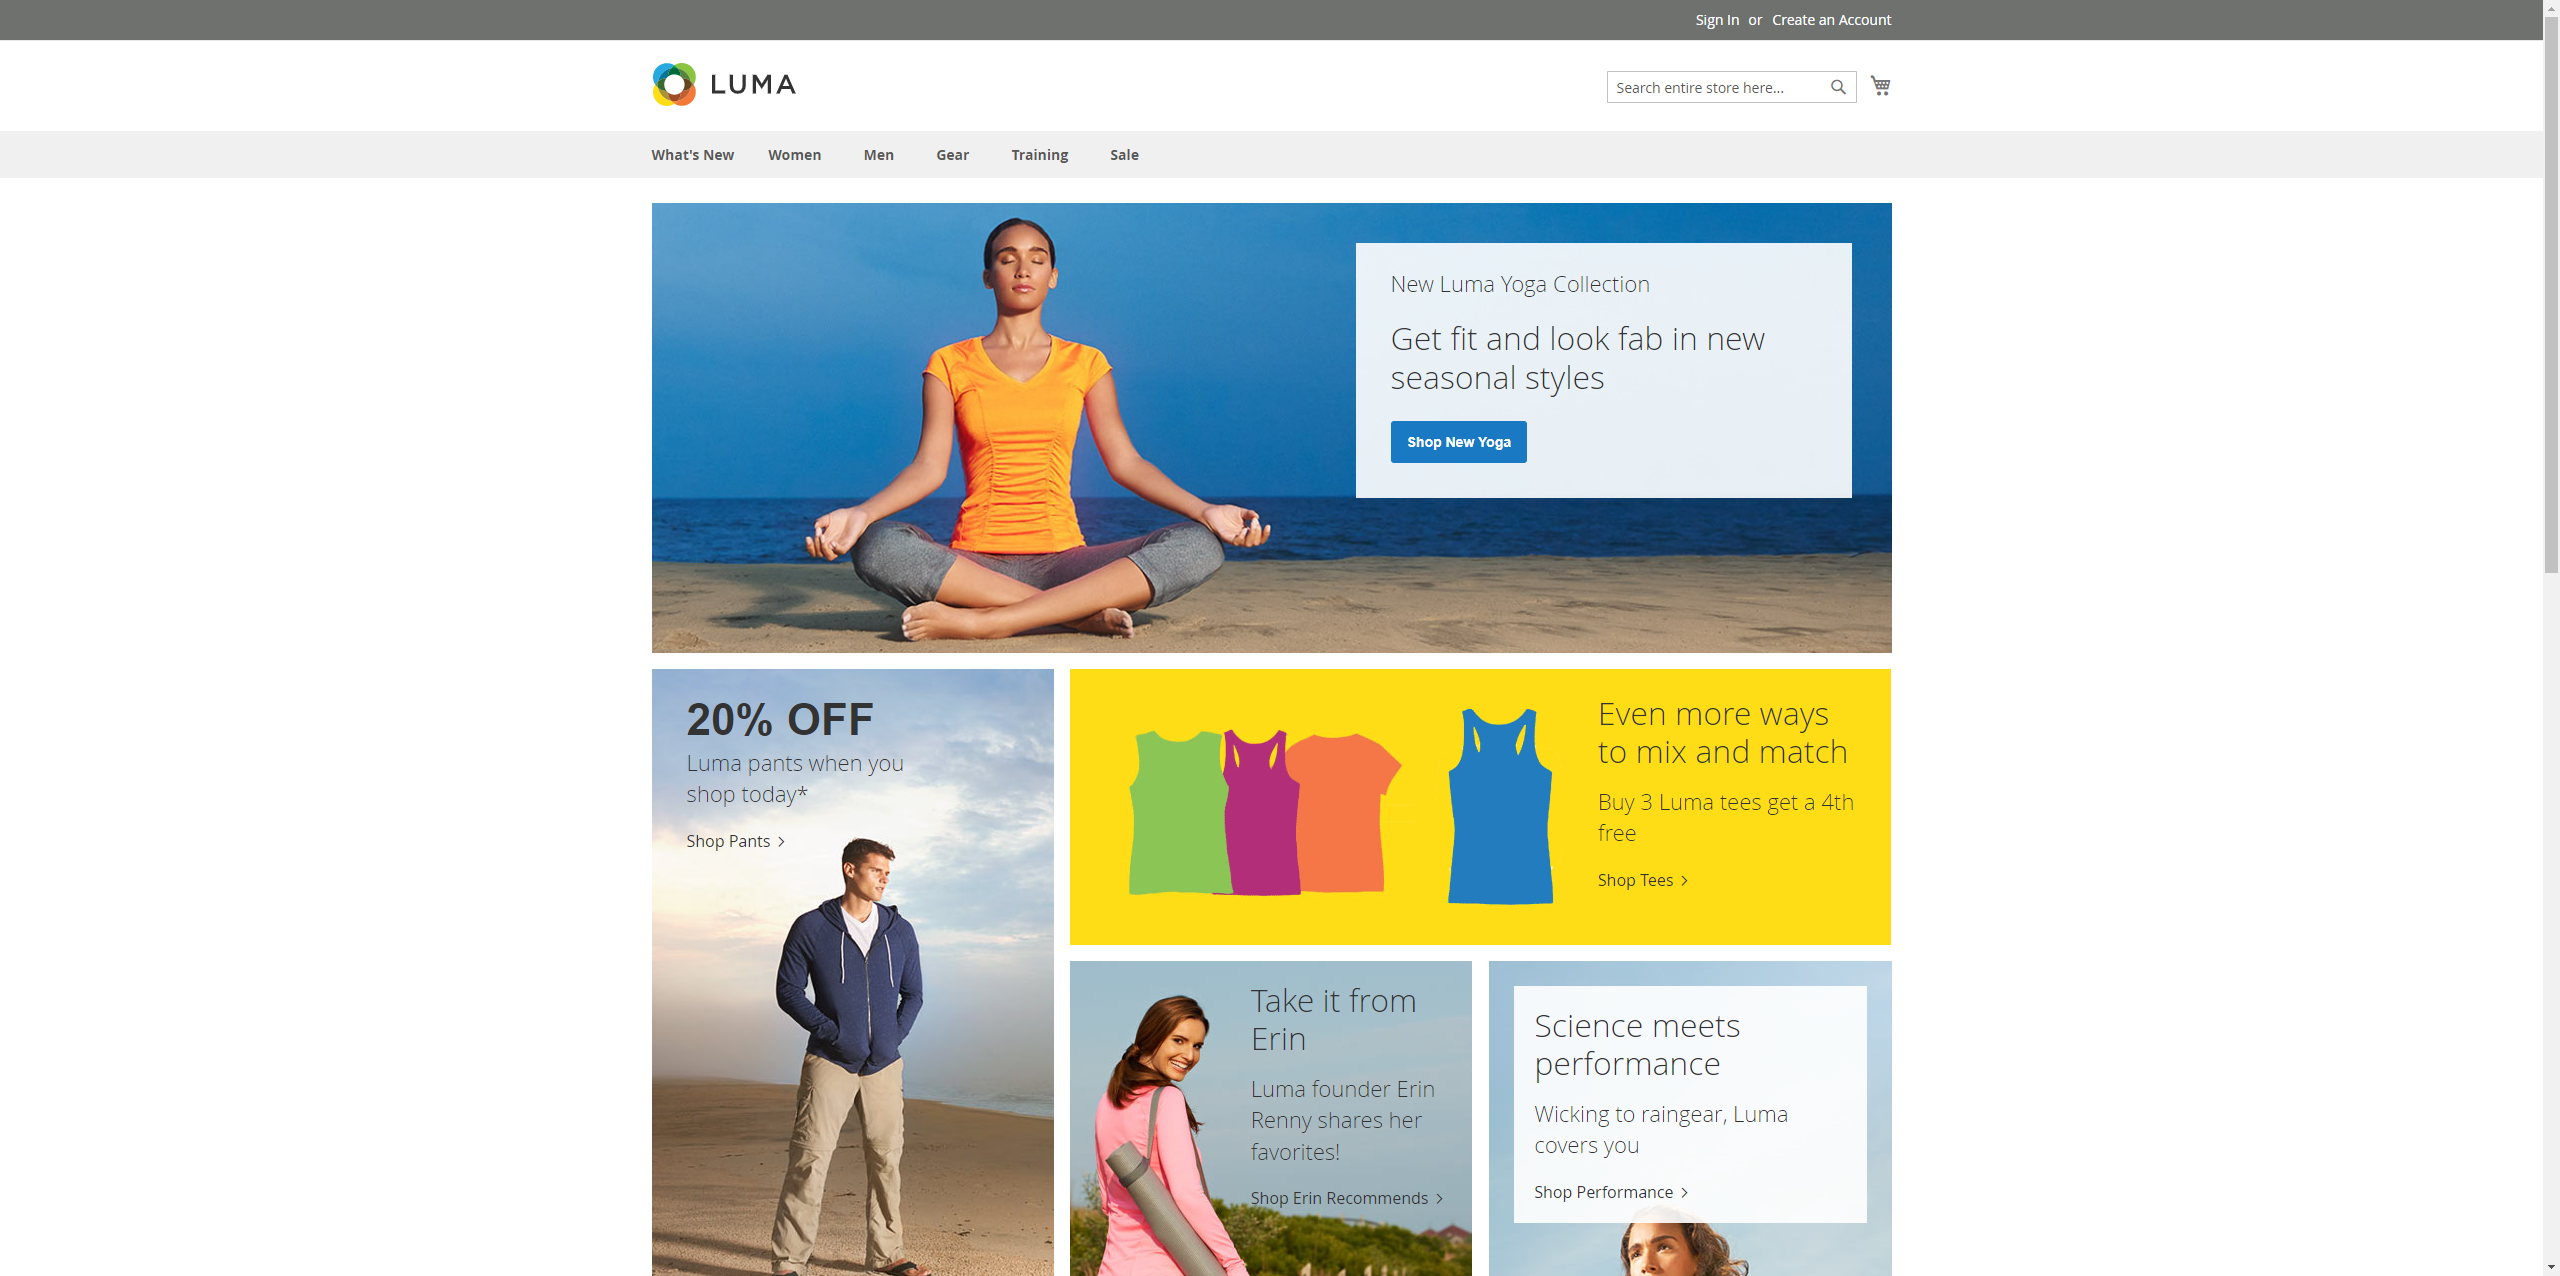 Sign In or Create an Account
LUMA
Search entire store here...
What's New Women Men Gear Training Sale
New Luma Yoga Collection
Get fit and look fab in new
seasonal styles
Shop New Yoga
20% OFF
Luma pants when you
shop today*
Shop Pants
Even more ways
to mix and match
Buy 3 Luma tees get a 4th
free
Shop Tees
Take it from
Erin
Luma founder Erin
Renny shares her
favorites!
Shop Erin Recommends
Science meets
performance
Wicking to raingear, Luma
covers you
Shop Performance